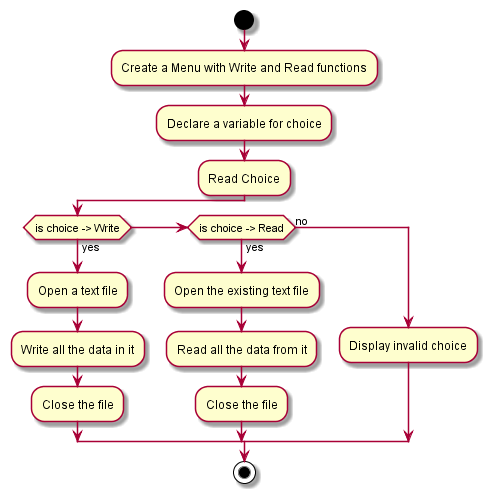 Create a Menu with Write and Read functions
Declare a variable for choice
Read Choice
is choice -> Write
is choice -> Read
no
yes
yes
Open a text file
Open the existing text file
Write all the data in it
Read all the data from it
Display invalid choice
Close the file
Close the file